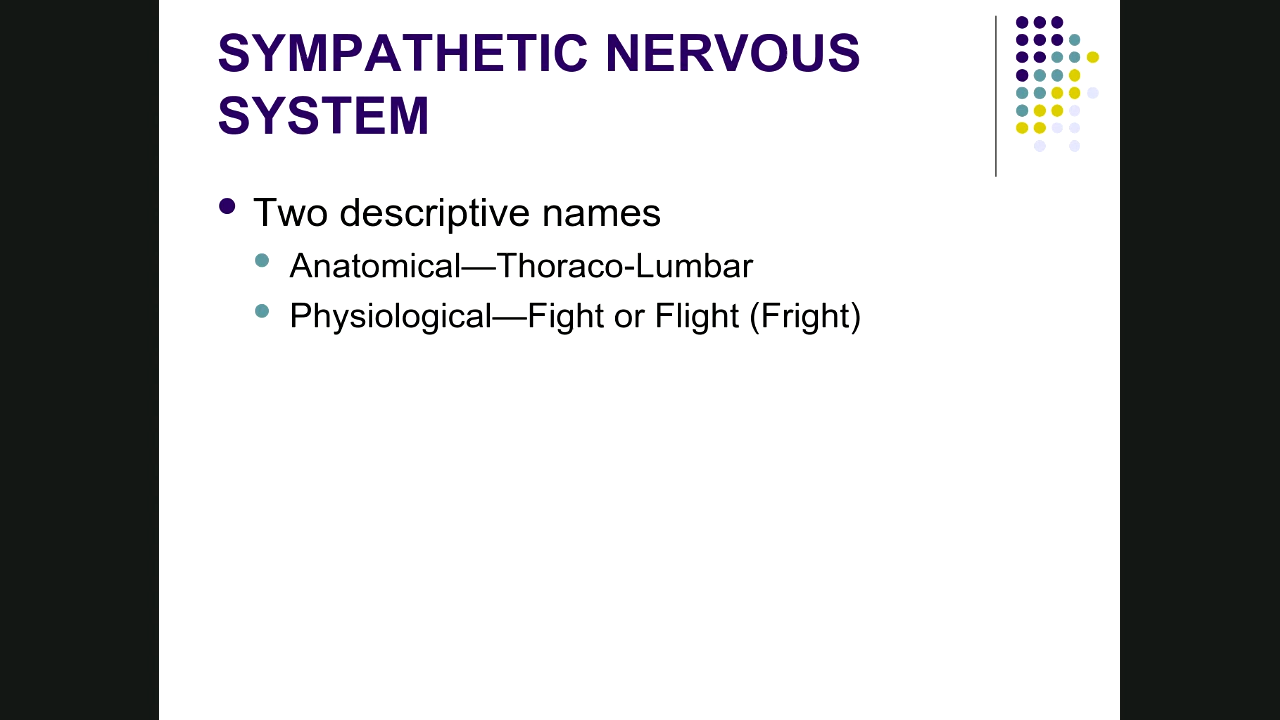 SYMPATHETIC NERVOUS
SYSTEM
Two descriptive names
Anatomical—Thoraco-Lumbar
Physiological—Fight or Flight (Fright)